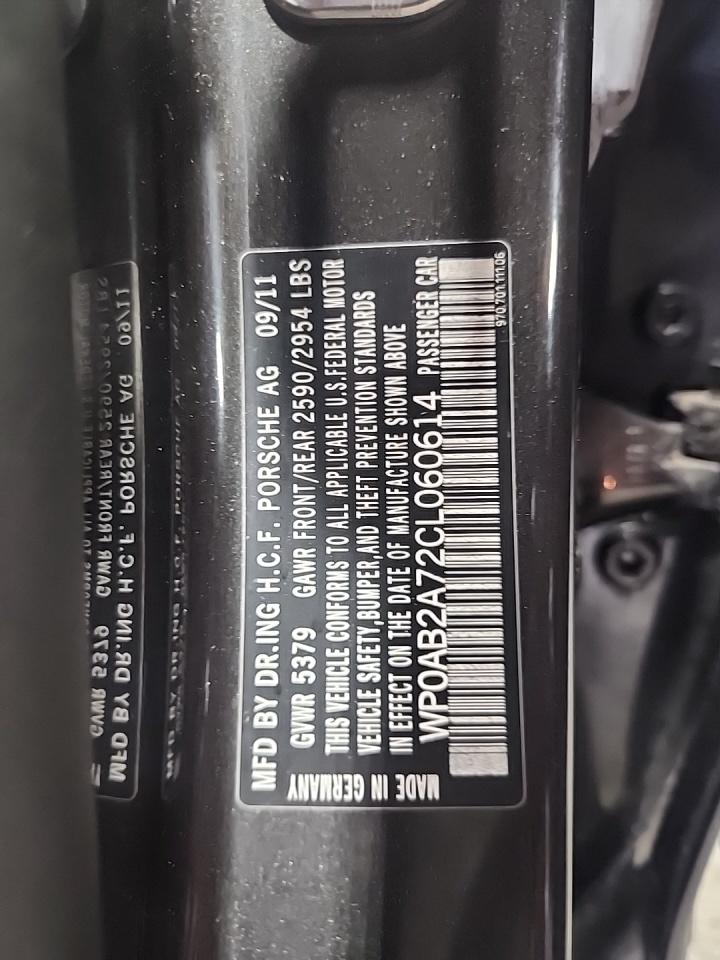 MFD BY DR.ING H.C.F. PORSCHE AG 09/11
GVWR 5379 GAWR FRONT/REAR 2590/2954 LBS
THIS VEHICLE CONFORMS TO ALL APPLICABLE U.S.FEDERAL MOTOR
VEHICLE SAFETY,BUMPER,AND THEFT PREVENTION STANDARDS
IN EFFECT ON THE DATE OF MANUFACTURE SHOWN ABOVE
WP0AB2A72CL060614 PASSENGER CAR
970.701.111.06
MADE IN GERMANY